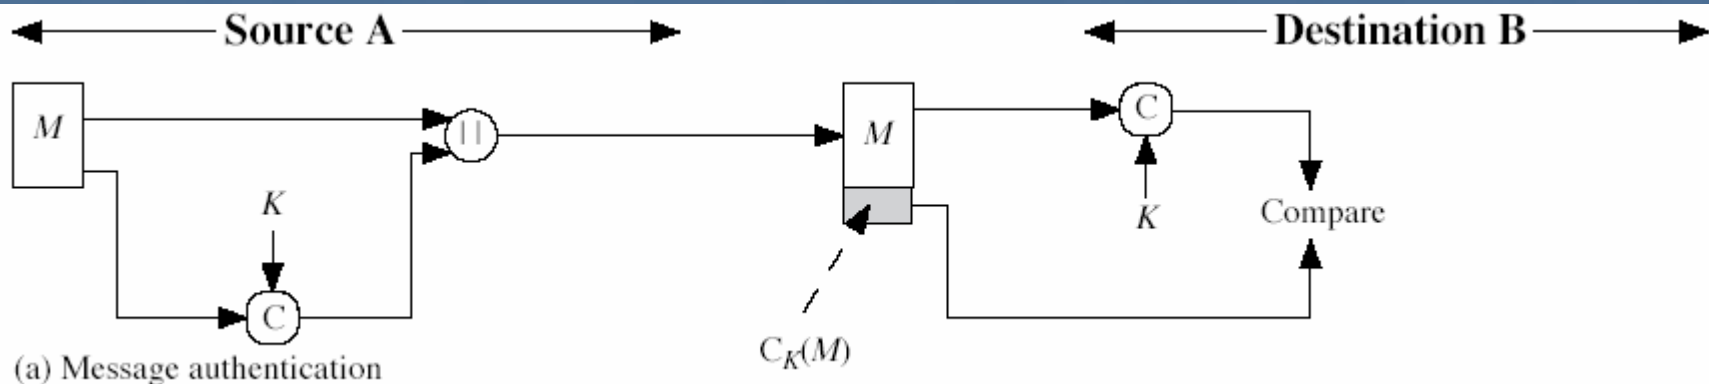 Source A
Destination B
M
||
M
C
K
K
Compare
C
C_K(M)
(a) Message authentication